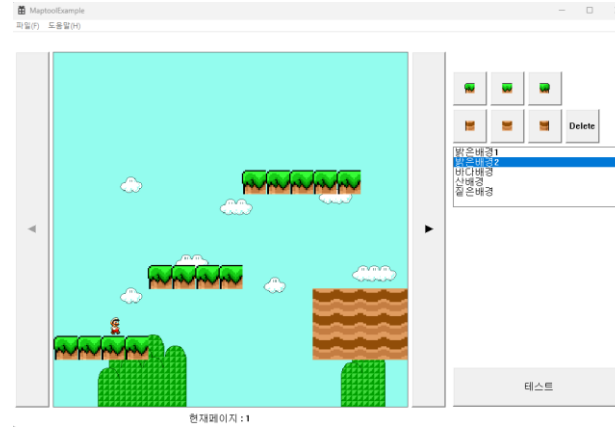 MaptoolExample
파일(F) 도움말(H)
◀
▶
Delete
밝은배경1
밝은배경2
바다배경
산배경
짙은배경
테스트
현재페이지 : 1